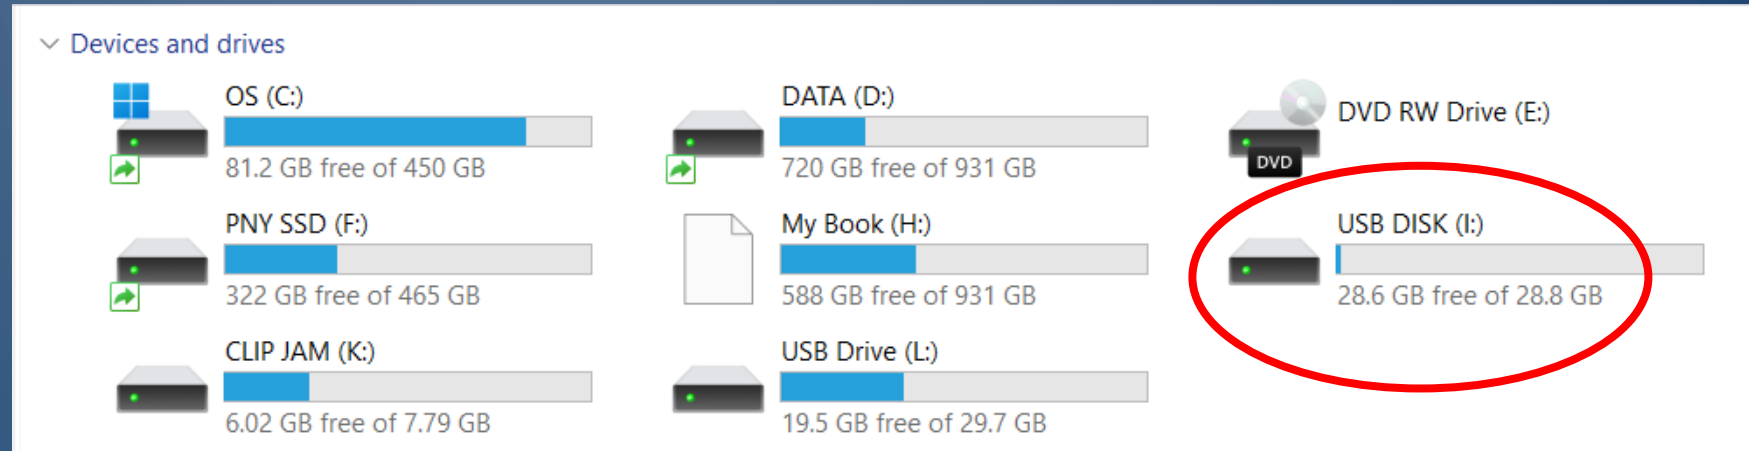 Devices and drives
OS (C:)
81.2 GB free of 450 GB
DATA (D:)
720 GB free of 931 GB
DVD RW Drive (E:)
DVD
PNY SSD (F:)
322 GB free of 465 GB
My Book (H:)
588 GB free of 931 GB
USB DISK (I:)
28.6 GB free of 28.8 GB
CLIP JAM (K:)
6.02 GB free of 7.79 GB
USB Drive (L:)
19.5 GB free of 29.7 GB